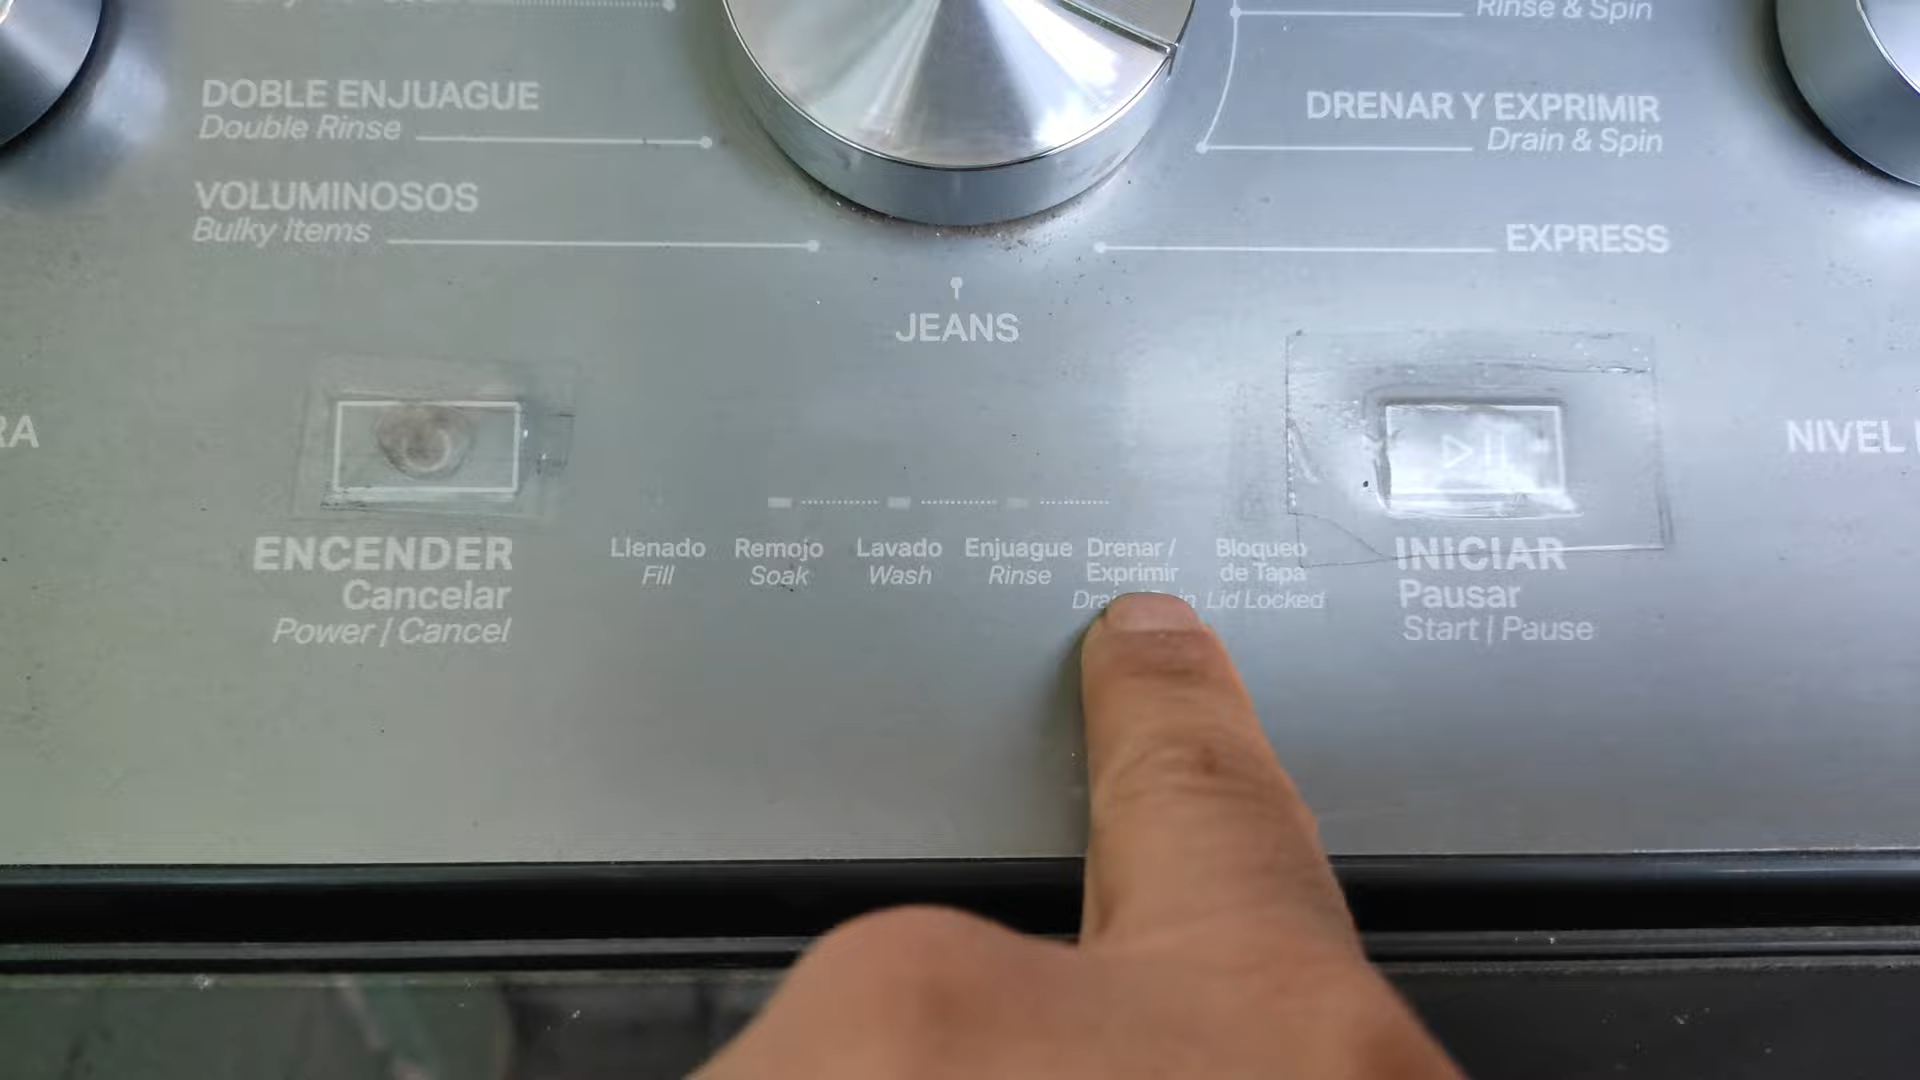 Rinse & Spin
DOBLE ENJUAGUE
Double Rinse
DRENAR Y EXPRIMIR
Drain & Spin
VOLUMINOSOS
Bulky Items
EXPRESS
JEANS
NIVEL
Llenado
Fill
Remojo
Soak
Lavado
Wash
Enjuague
Rinse
Drenar /
Exprimir
Bloqueo
de Tapa
Lid Locked
ENCENDER
Cancelar
Power | Cancel
INICIAR
Pausar
Start | Pause